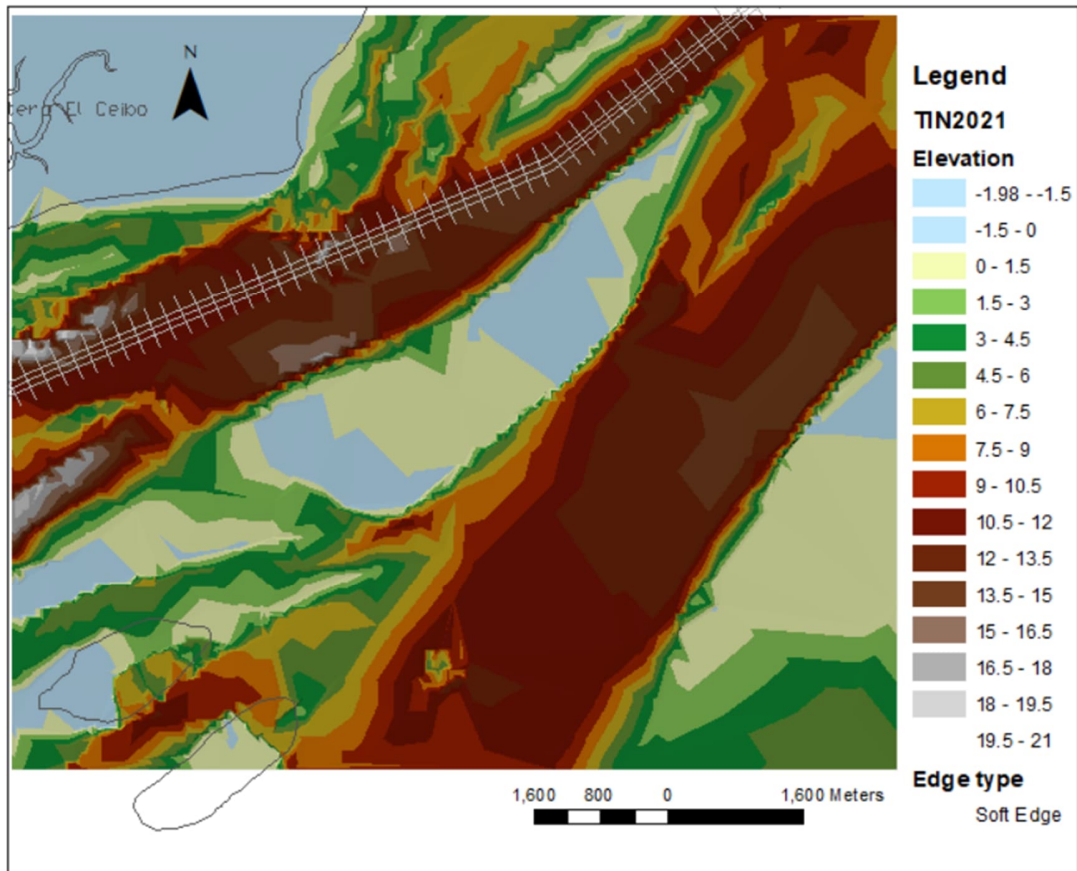 N
tero El Ceibo
Legend
TIN2021
Elevation
-1.98 - -1.5
-1.5 - 0
0 - 1.5
1.5 - 3
3 - 4.5
4.5 - 6
6 - 7.5
7.5 - 9
9 - 10.5
10.5 - 12
12 - 13.5
13.5 - 15
15 - 16.5
16.5 - 18
18 - 19.5
19.5 - 21
Edge type
Soft Edge
1,600 800 0 1,600 Meters